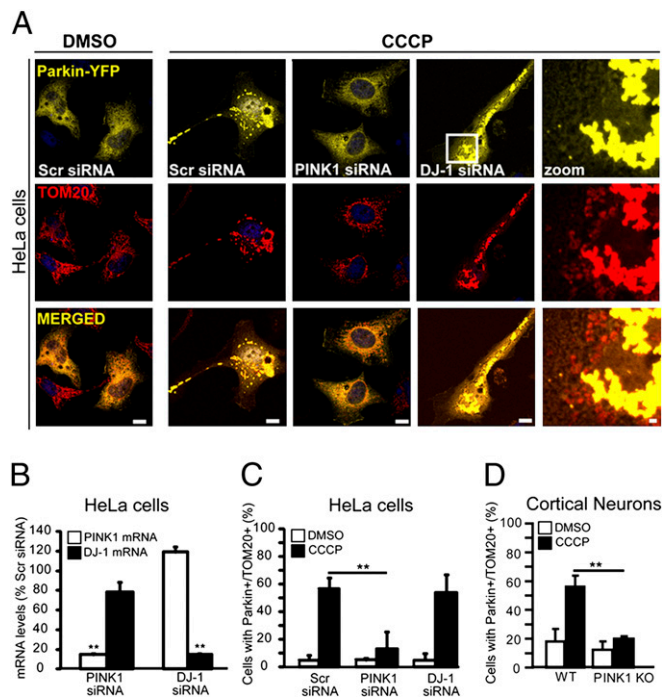 A
DMSO CCCP
Parkin-YFP
Scr siRNA Scr siRNA PINK1 siRNA DJ-1 siRNA zoom
HeLa cells
TOM20
MERGED
B
HeLa cells
mRNA levels (% Scr siRNA)
PINK1 mRNA
DJ-1 mRNA
140
120
100
80
60
40
20
0
** **
PINK1 siRNA
DJ-1 siRNA
C
HeLa cells
Cells with Parkin+/TOM20+ (%)
DMSO
CCCP
100
80
60
40
20
0
**
Scr siRNA
PINK1 siRNA
DJ-1 siRNA
D
Cortical Neurons
Cells with Parkin+/TOM20+ (%)
DMSO
CCCP
100
80
60
40
20
0
**
WT PINK1 KO